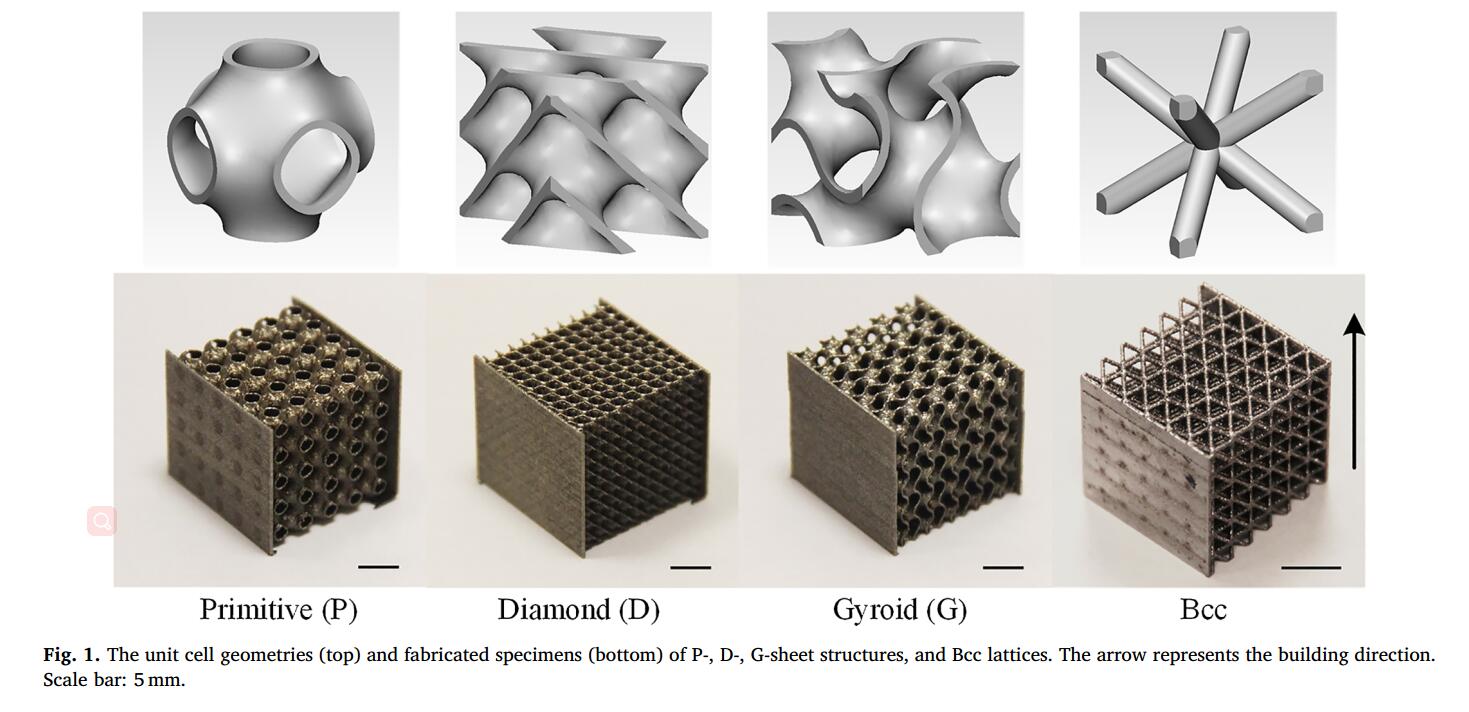 Primitive (P)
Diamond (D)
Gyroid (G)
Bcc
Fig. 1. The unit cell geometries (top) and fabricated specimens (bottom) of P-, D-, G-sheet structures, and Bcc lattices. The arrow represents the building direction.
Scale bar: 5 mm.